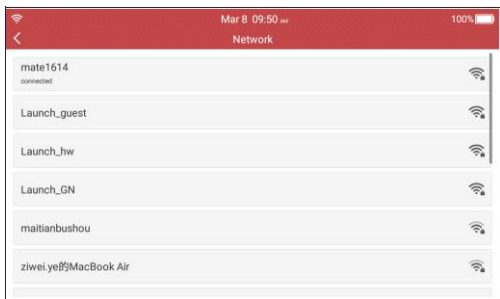 Mar 8 09:50 AM
100%
Network
mate1614
connected
Launch_guest
Launch_hw
Launch_GN
maitianbushou
ziwei.ye的MacBook Air